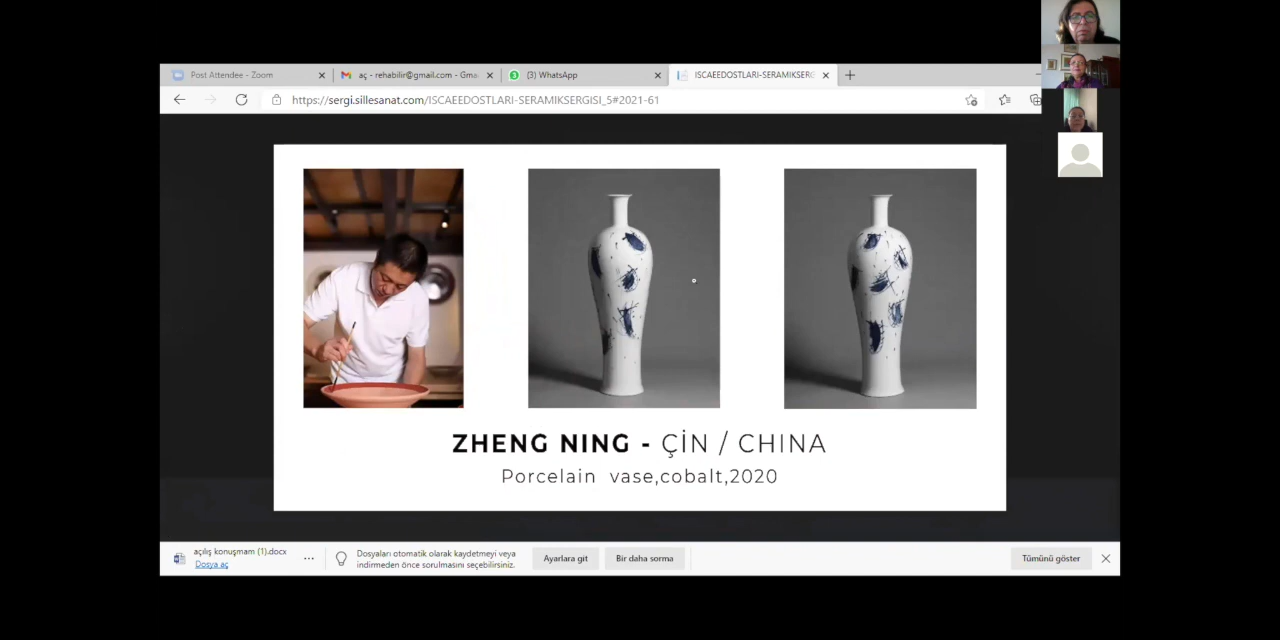 Post Attendee - Zoom
aç - rehabilir@gmail.com - Gma
(3) WhatsApp
ISCAEEDOSTLARI-SERAMIKSERG
https://sergi.sillesanat.com/ISCAEEDOSTLARI-SERAMIKSERGISI_5#2021-61
ZHENG NING - ÇİN / CHINA
Porcelain vase,cobalt,2020
açılış konuşmam (1).docx
Dosya aç
Dosyaları otomatik olarak kaydetmeyi veya
indirmeden önce sorulmasını seçebilirsiniz.
Ayarlara git
Bir daha sorma
Tümünü göster